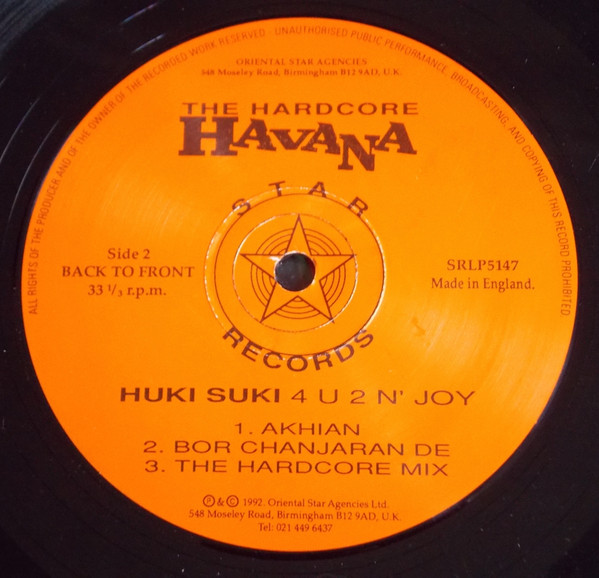 ALL RIGHTS OF THE PRODUCER AND OF THE OWNER OF THE RECORDED WORK RESERVED · UNAUTHORISED PUBLIC PERFORMANCE, BROADCASTING, AND COPYING OF THIS RECORD PROHIBITED
ORIENTAL STAR AGENCIES
548 Moseley Road, Birmingham B12 9AD, U.K.
THE HARDCORE
HAVANA
STAR
RECORDS
Side 2
BACK TO FRONT
33 1/3 r.p.m.
SRLP5147
Made in England.
HUKI SUKI 4 U 2 N' JOY
1. AKHIAN
2. BOR CHANJARAN DE
3. THE HARDCORE MIX
℗ & © 1992. Oriental Star Agencies Ltd.
548 Moseley Road, Birmingham B12 9AD, U.K.
Tel: 021 449 6437